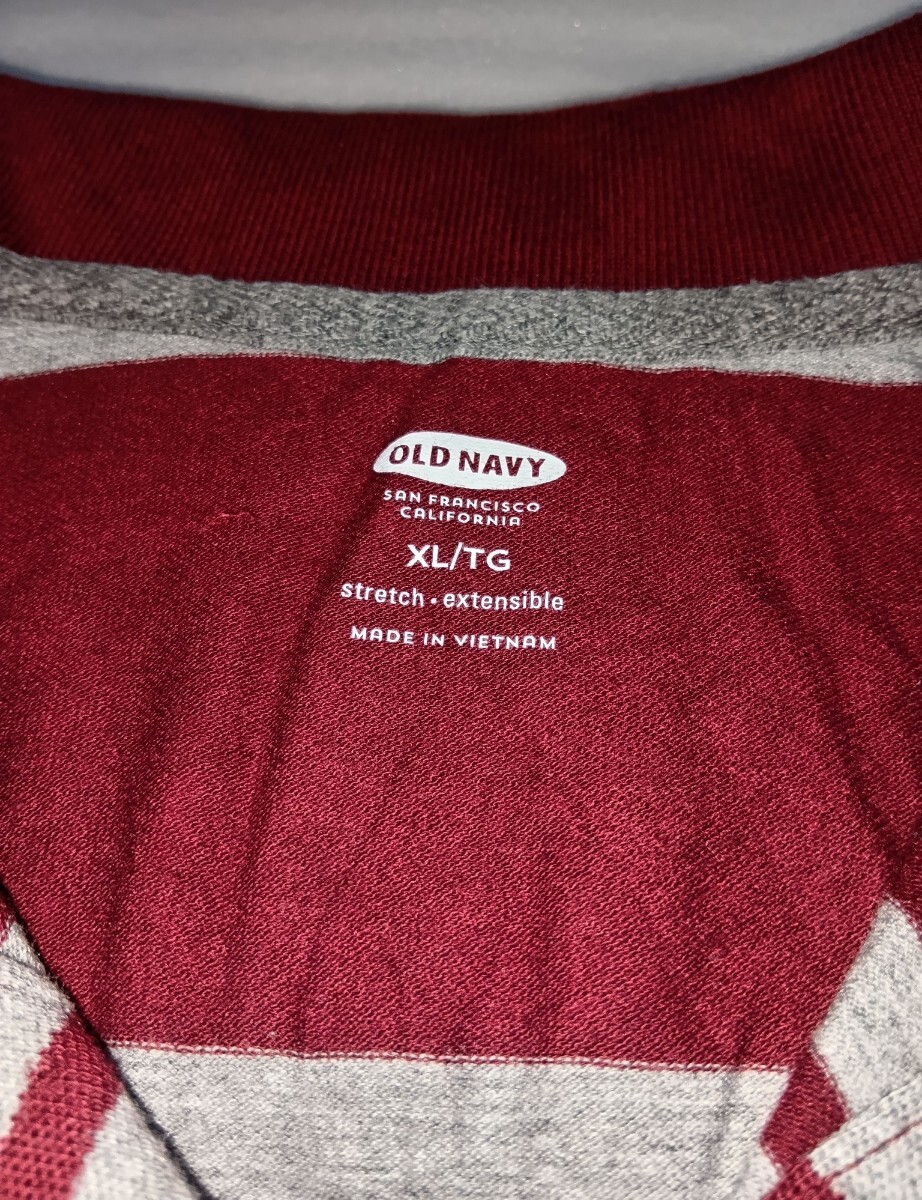 OLD NAVY
SAN FRANCISCO
CALIFORNIA
XL/TG
stretch • extensible
MADE IN VIETNAM